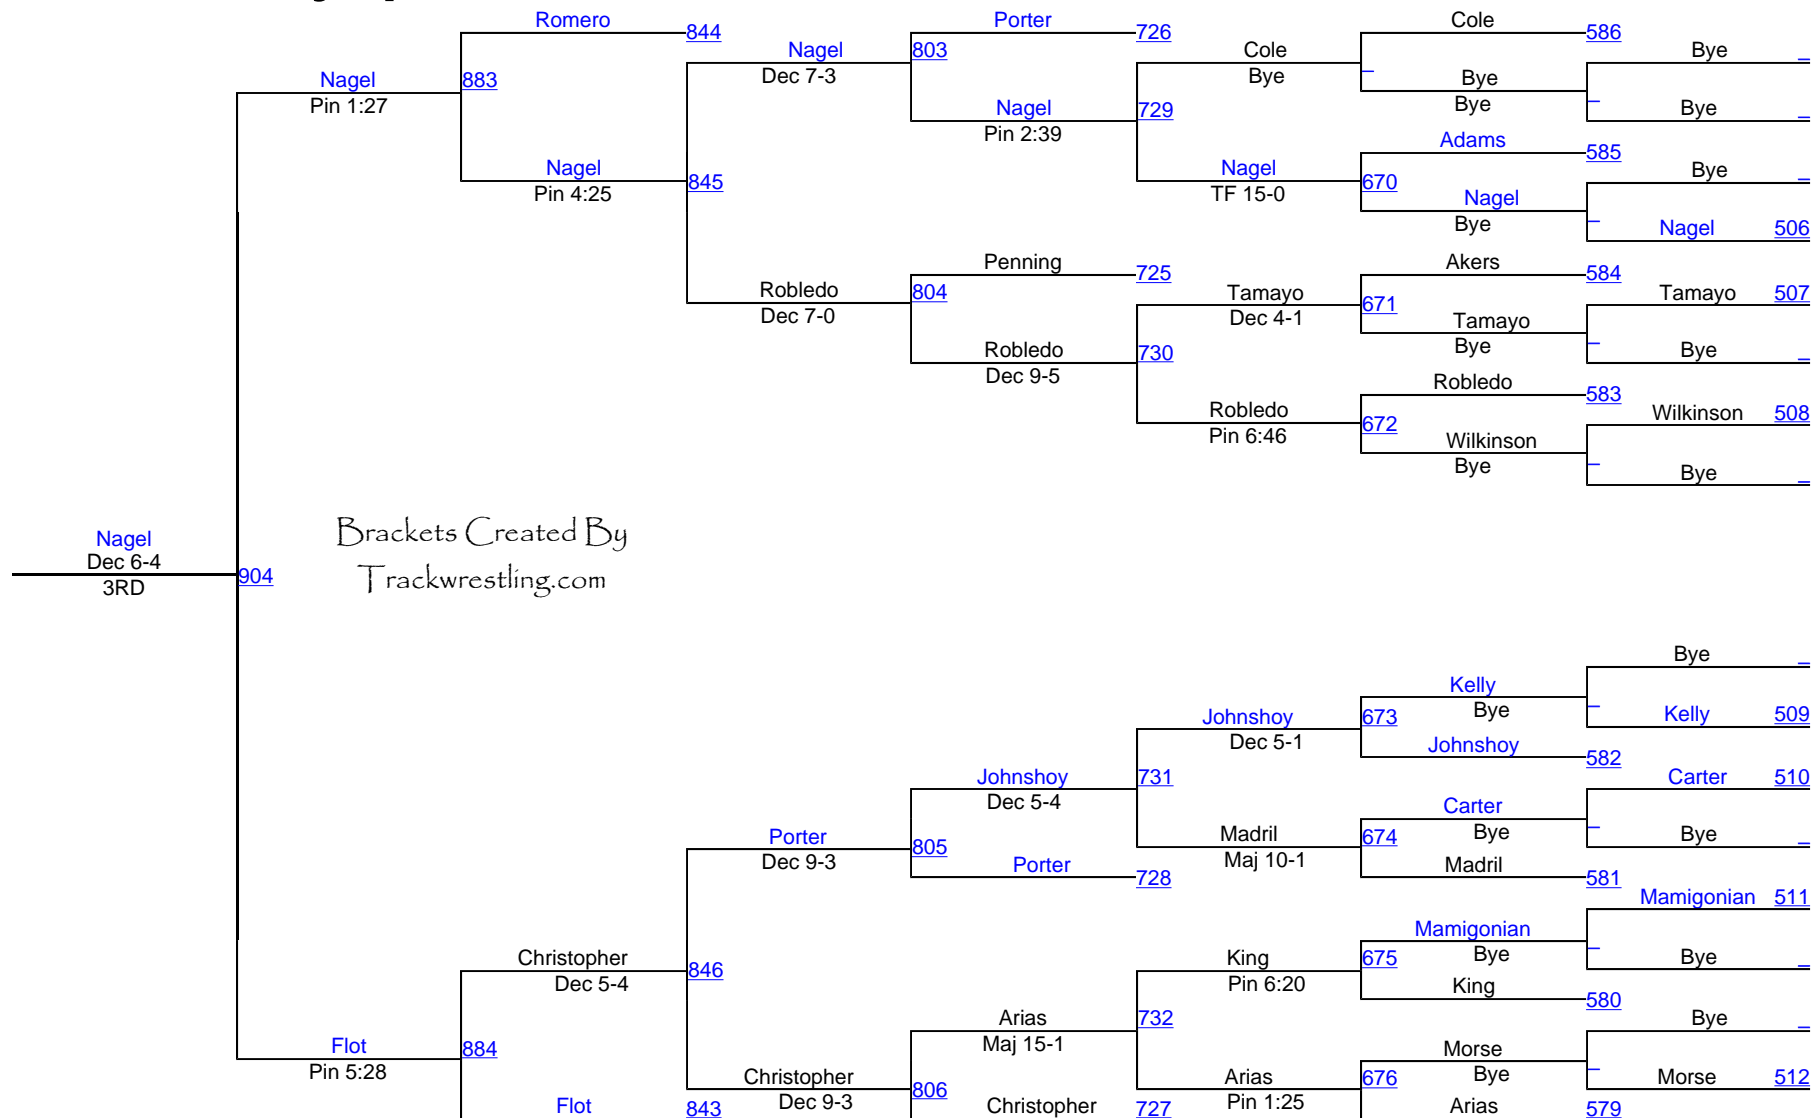 Romero 844
Porter 726
Cole 586
Nagel 803
Cole
Bye
Dec 7-3
Bye
Bye
Nagel 883
Pin 1:27
Bye
Bye
Nagel 729
Pin 2:39
Adams 585
Nagel 845
Pin 4:25
Nagel 670
TF 15-0
Bye
Nagel
Bye
Nagel 506
Penning 725
Akers 584
Robledo 804
Dec 7-0
Tamayo 671
Dec 4-1
Tamayo 507
Tamayo
Bye
Bye
Robledo 730
Dec 9-5
Robledo 583
Robledo 672
Pin 6:46
Wilkinson 508
Wilkinson
Bye
Bye
Brackets Created By
Trackwrestling.com
Nagel
Dec 6-4
3RD
904
Bye
Kelly
Bye
Johnshoy 673
Dec 5-1
Kelly 509
Johnshoy 582
Johnshoy 731
Dec 5-4
Carter 510
Carter
Bye
Porter 805
Dec 9-3
Madril 674
Maj 10-1
Bye
Porter 728
Madril 581
Mamigonian 511
Mamigonian
Bye
Christopher 846
Dec 5-4
King 675
Pin 6:20
Bye
King 580
Arias 732
Maj 15-1
Bye
Flot 884
Pin 5:28
Morse
Bye
Christopher 806
Dec 9-3
Arias 676
Pin 1:25
Morse 512
Flot 843
Christopher 727
Arias 579